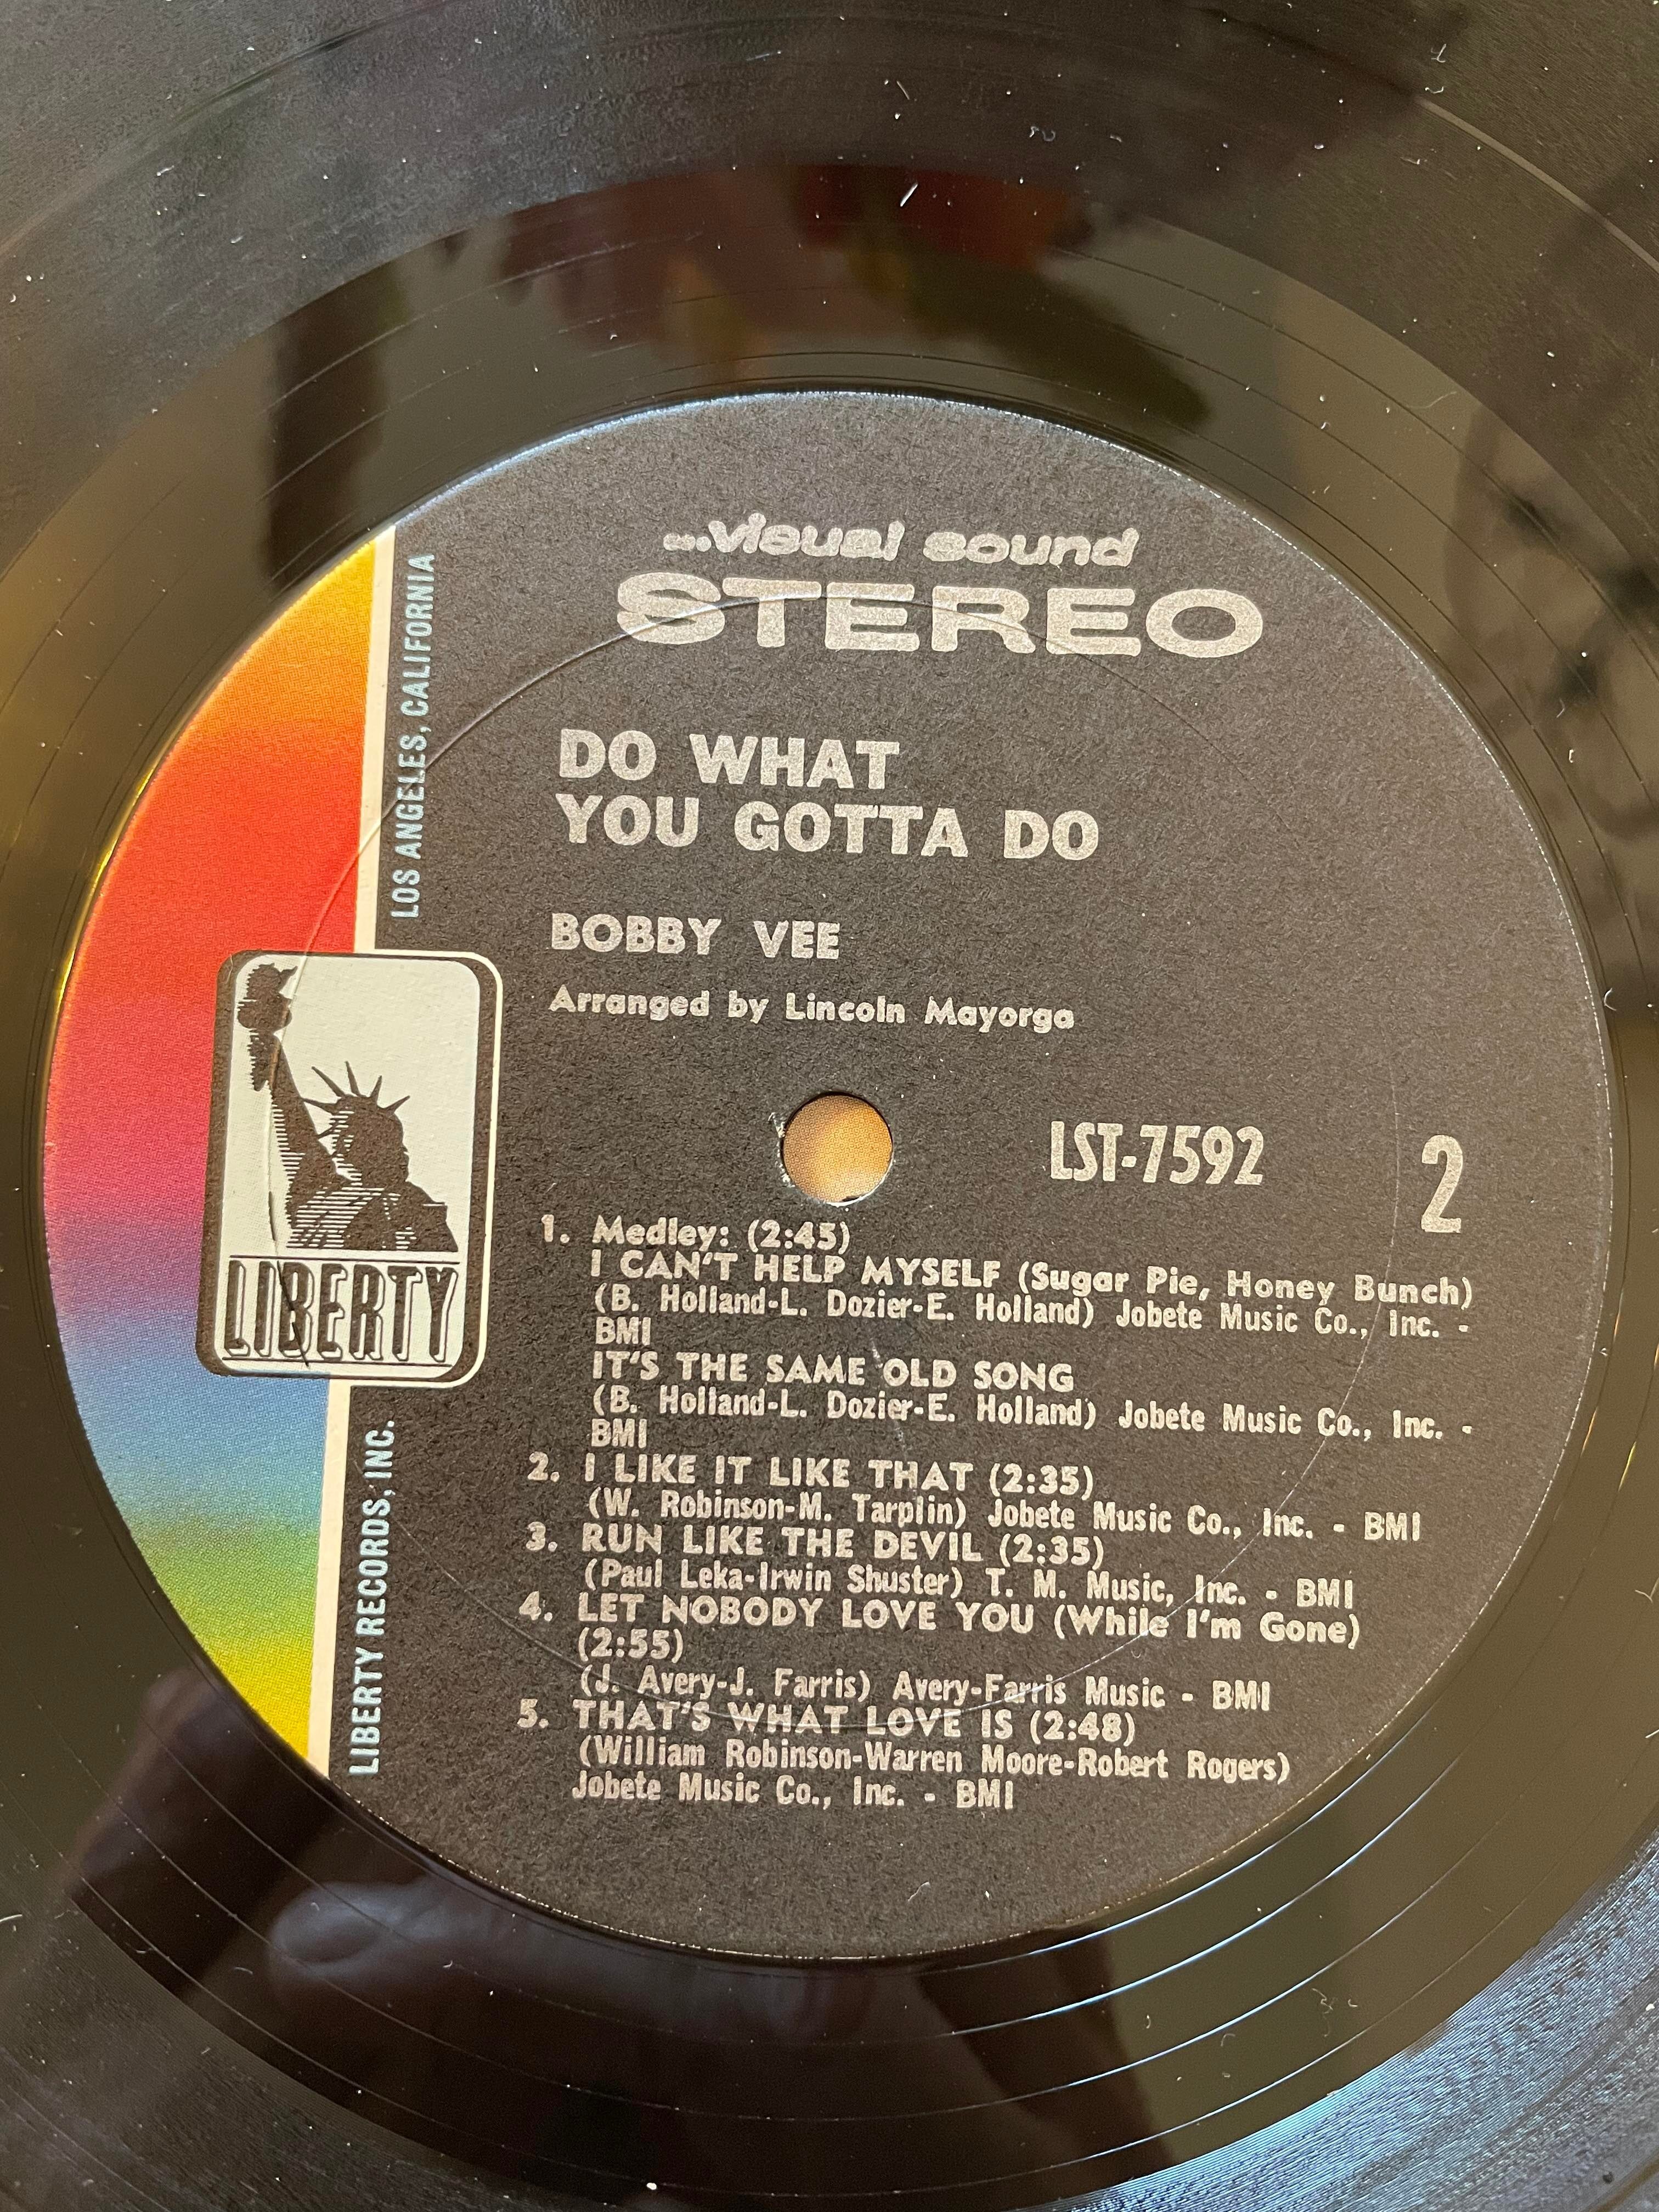 ...visual sound
STEREO
DO WHAT
YOU GOTTA DO
BOBBY VEE
Arranged by Lincoln Mayorga
LST-7592
2
1. Medley: (2:45)
I CAN'T HELP MYSELF (Sugar Pie, Honey Bunch)
(B. Holland-L. Dozier-E. Holland) Jobete Music Co., Inc. -
BMI
IT'S THE SAME OLD SONG
(B. Holland-L. Dozier-E. Holland) Jobete Music Co., Inc. -
BMI
2. I LIKE IT LIKE THAT (2:35)
(W. Robinson-M. Tarplin) Jobete Music Co., Inc. - BMI
3. RUN LIKE THE DEVIL (2:35)
(Paul Leka-Irwin Shuster) T. M. Music, Inc. - BMI
4. LET NOBODY LOVE YOU (While I'm Gone)
(2:55)
(J. Avery-J. Farris) Avery-Farris Music - BMI
5. THAT'S WHAT LOVE IS (2:48)
(William Robinson-Warren Moore-Robert Rogers)
Jobete Music Co., Inc. - BMI
LIBERTY
LIBERTY RECORDS, INC.
LOS ANGELES, CALIFORNIA